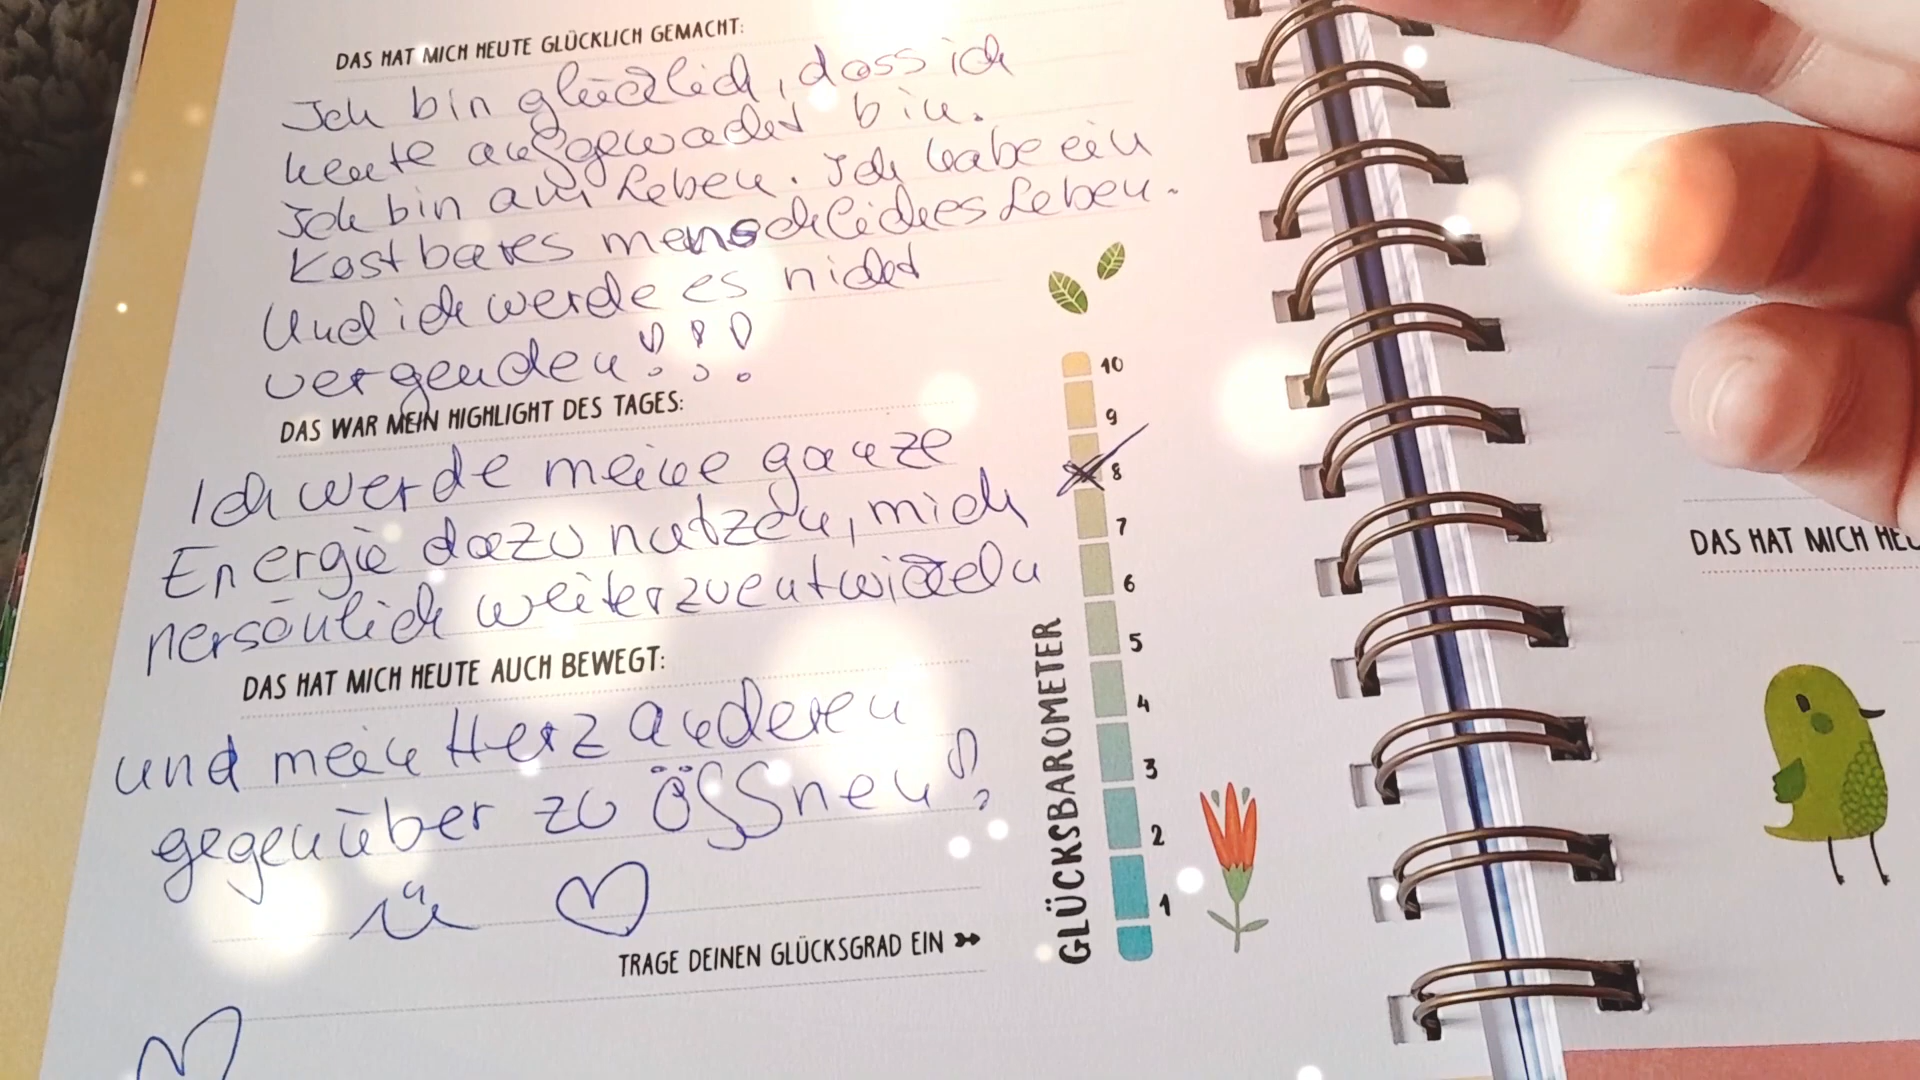 DAS HAT MICH HEUTE GLÜCKLICH GEMACHT:
Ich bin glücklich, dass ich
heute aufgewacht bin.
Ich bin am Leben. Ich habe ein
kostbares menschliches Leben.
Und ich werde es nicht
vergeuden!!!
DAS WAR MEIN HIGHLIGHT DES TAGES:
Ich werde meine ganze
Energie dazu nutzen, mich
persönlich weiterzuentwickeln
DAS HAT MICH HEUTE AUCH BEWEGT:
und mein Herz anderen
gegenüber zu öffnen!
TRAGE DEINEN GLÜCKSGRAD EIN
GLÜCKSBAROMETER
10
9
8
7
6
5
4
3
2
1
DAS HAT MICH HEU